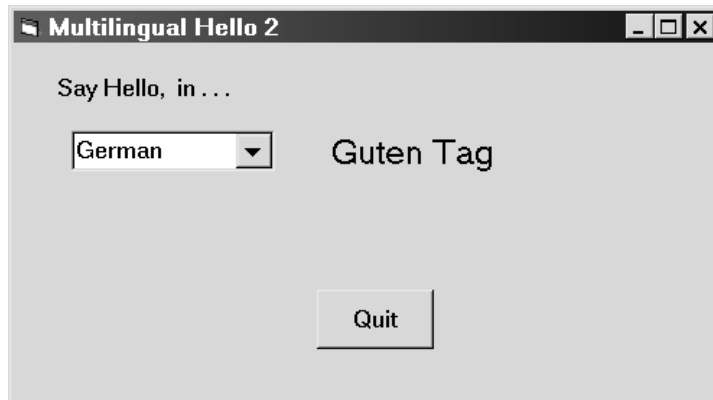 Multilingual Hello 2
Say Hello, in . . .
German
Guten Tag
Quit